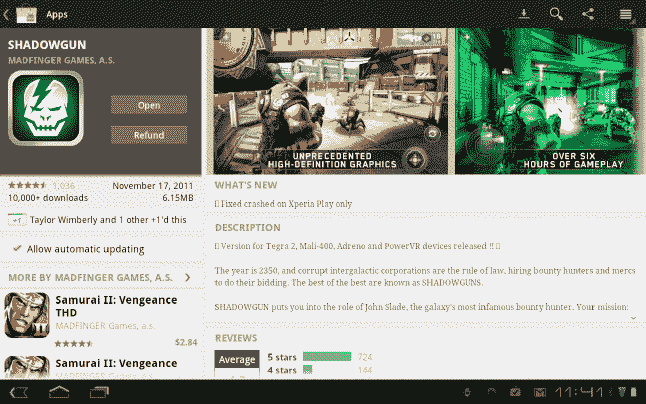 Apps
SHADOWGUN
MADFINGER GAMES, A.S.
Open
Refund
1,036
November 17, 2011
10,000+ downloads
6.15MB
+1
Taylor Wimberly and 1 other +1'd this
Allow automatic updating
MORE BY MADFINGER GAMES, A.S.
Samurai II: Vengeance
THD
MADFINGER Games, a.s.
$2.84
Samurai II: Vengeance
UNPRECEDENTED
HIGH-DEFINITION GRAPHICS
OVER SIX
HOURS OF GAMEPLAY
WHAT'S NEW
Fixed crashed on Xperia Play only
DESCRIPTION
Version for Tegra 2, Mali-400, Adreno and PowerVR devices released !!
The year is 2350, and corrupt intergalactic corporations are the rule of law, hiring bounty hunters and mercs
to do their bidding. The best of the best are known as SHADOWGUNS.
SHADOWGUN puts you into the role of John Slade, the galaxy's most infamous bounty hunter. Your mission:
REVIEWS
Average
5 stars
724
4 stars
144
11:41